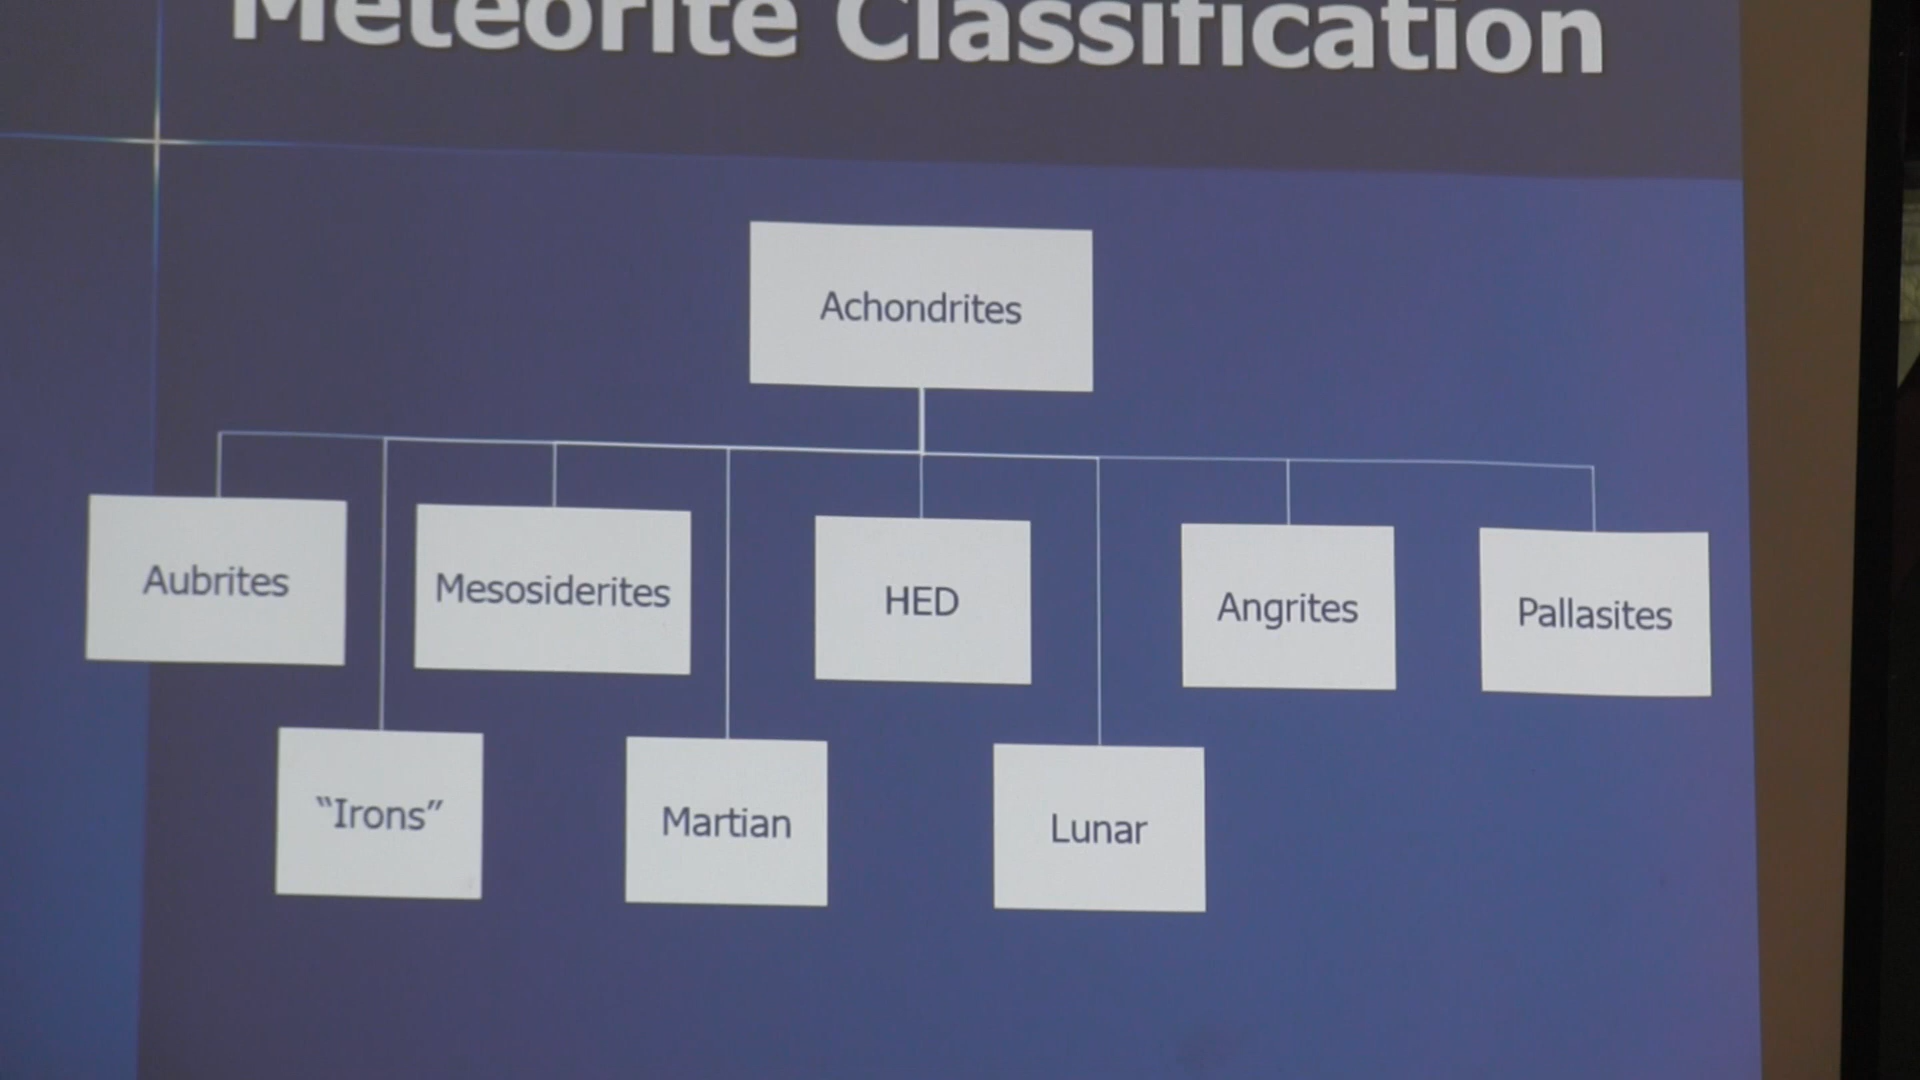 Meteorite Classification
Achondrites
Aubrites
Mesosiderites
HED
Angrites
Pallasites
“Irons”
Martian
Lunar